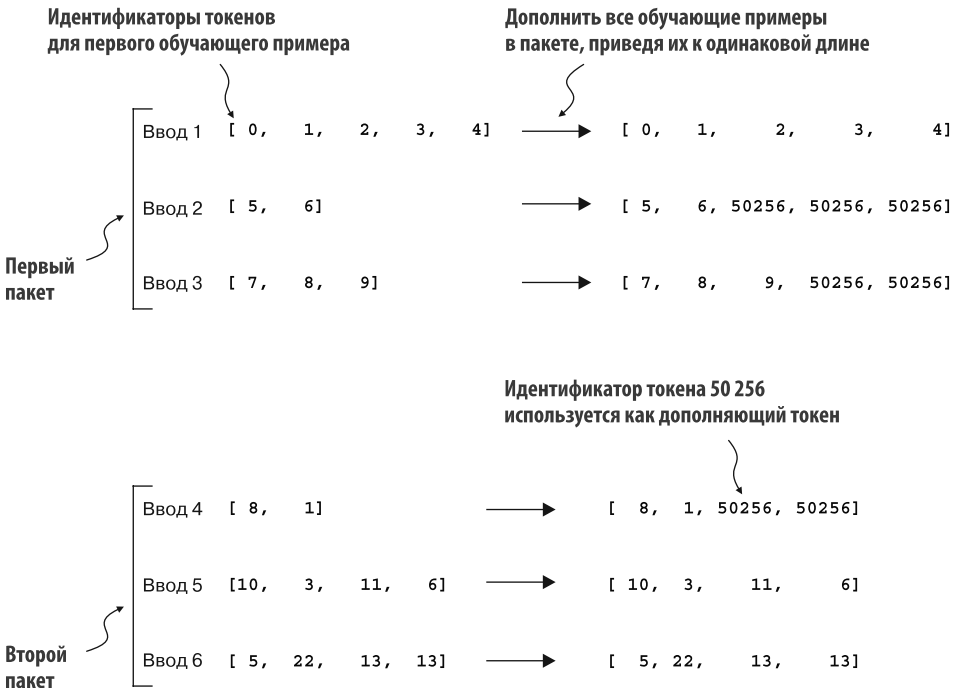 Идентификаторы токенов
для первого обучающего примера
Дополнить все обучающие примеры
в пакете, приведя их к одинаковой длине
Ввод 1 [ 0, 1, 2, 3, 4] [ 0, 1, 2, 3, 4]
Ввод 2 [ 5, 6] [ 5, 6, 50256, 50256, 50256]
Первый
пакет
Ввод 3 [ 7, 8, 9] [ 7, 8, 9, 50256, 50256]
Идентификатор токена 50 256
используется как дополняющий токен
Ввод 4 [ 8, 1] [ 8, 1, 50256, 50256]
Ввод 5 [10, 3, 11, 6] [ 10, 3, 11, 6]
Второй
пакет
Ввод 6 [ 5, 22, 13, 13] [ 5, 22, 13, 13]